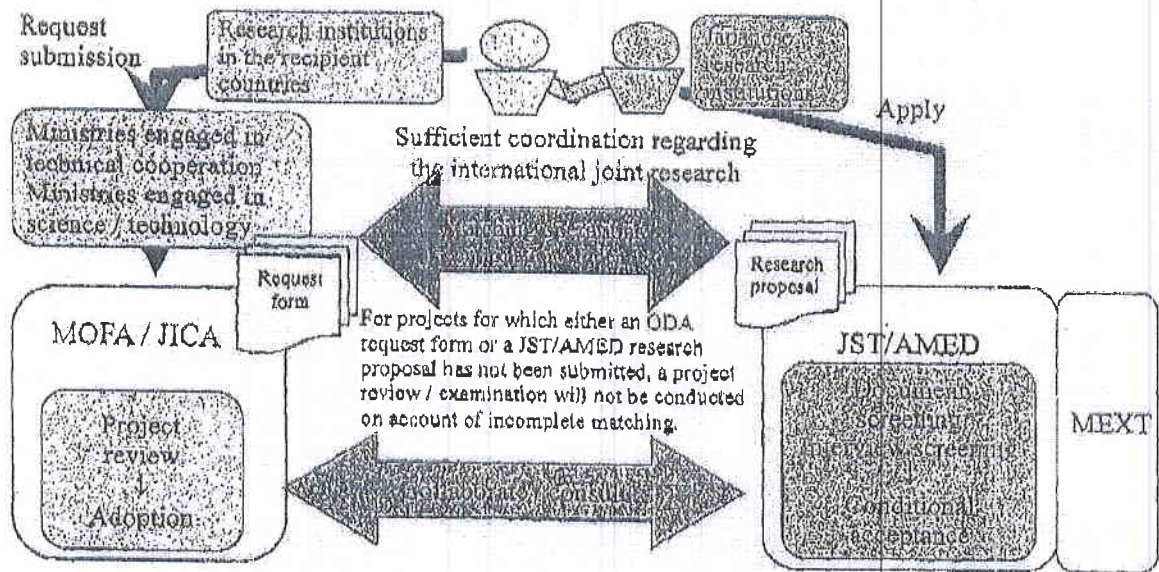 Request
submission
Research institutions
in the recipient
countries
Japanese
research
institutions
Apply
Ministries engaged in
technical cooperation
Ministries engaged in
science / technology
Sufficient coordination regarding
the international joint research
Request
form
Research
proposal
MOFA / JICA
For projects for which either an ODA
request form or a JST/AMED research
proposal has not been submitted, a project
review / examination will not be conducted
on account of incomplete matching.
JST/AMED
MEXT
Project
review
↓
Adoption
Document
screening
Interview screening
↓
Conditional
acceptance
Collaborate / consult